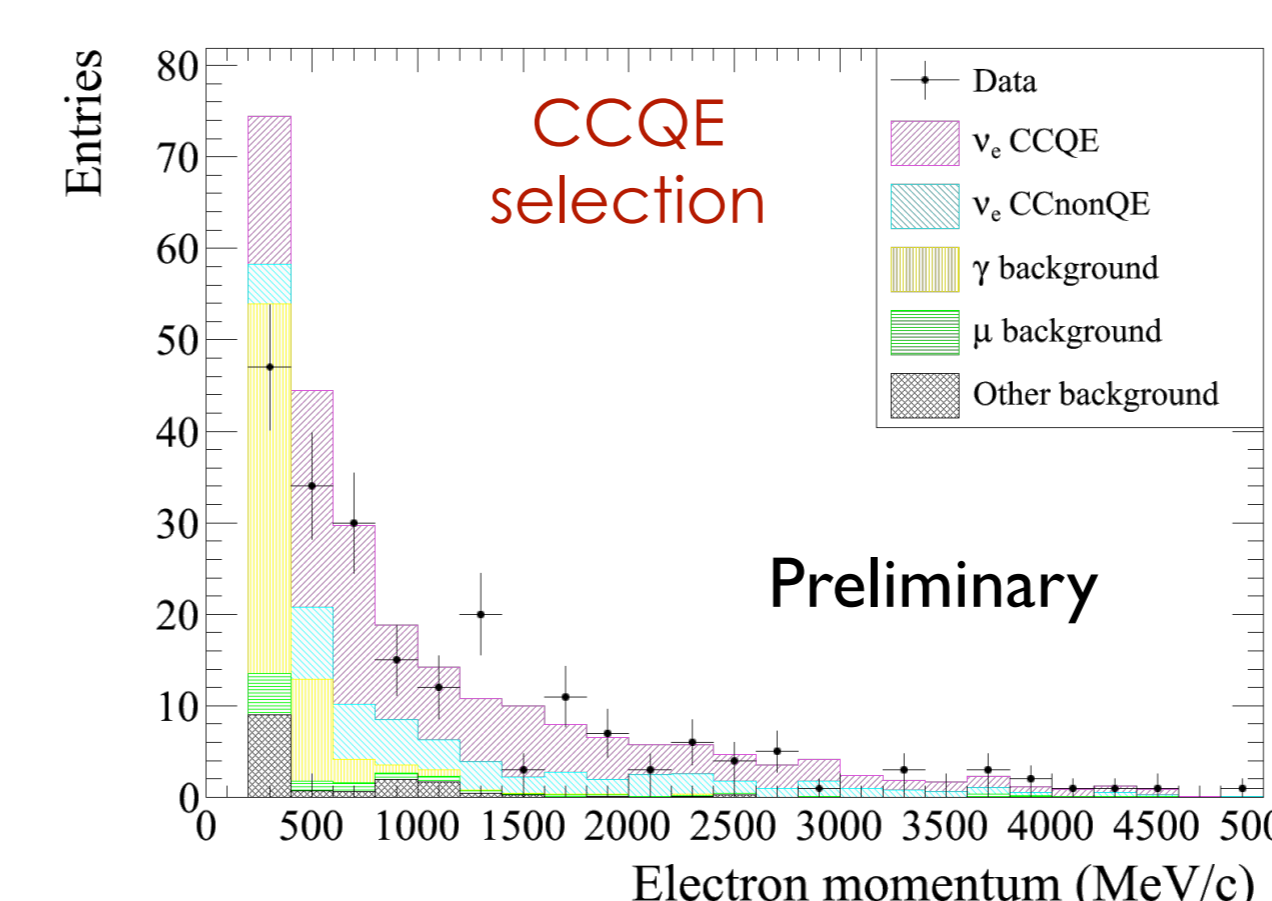 Entries
80
70
60
50
40
30
20
10
0
CCQE
selection
Preliminary
Data
νe CCQE
νe CCnonQE
γ background
μ background
Other background
0 500 1000 1500 2000 2500 3000 3500 4000 4500 500
Electron momentum (MeV/c)